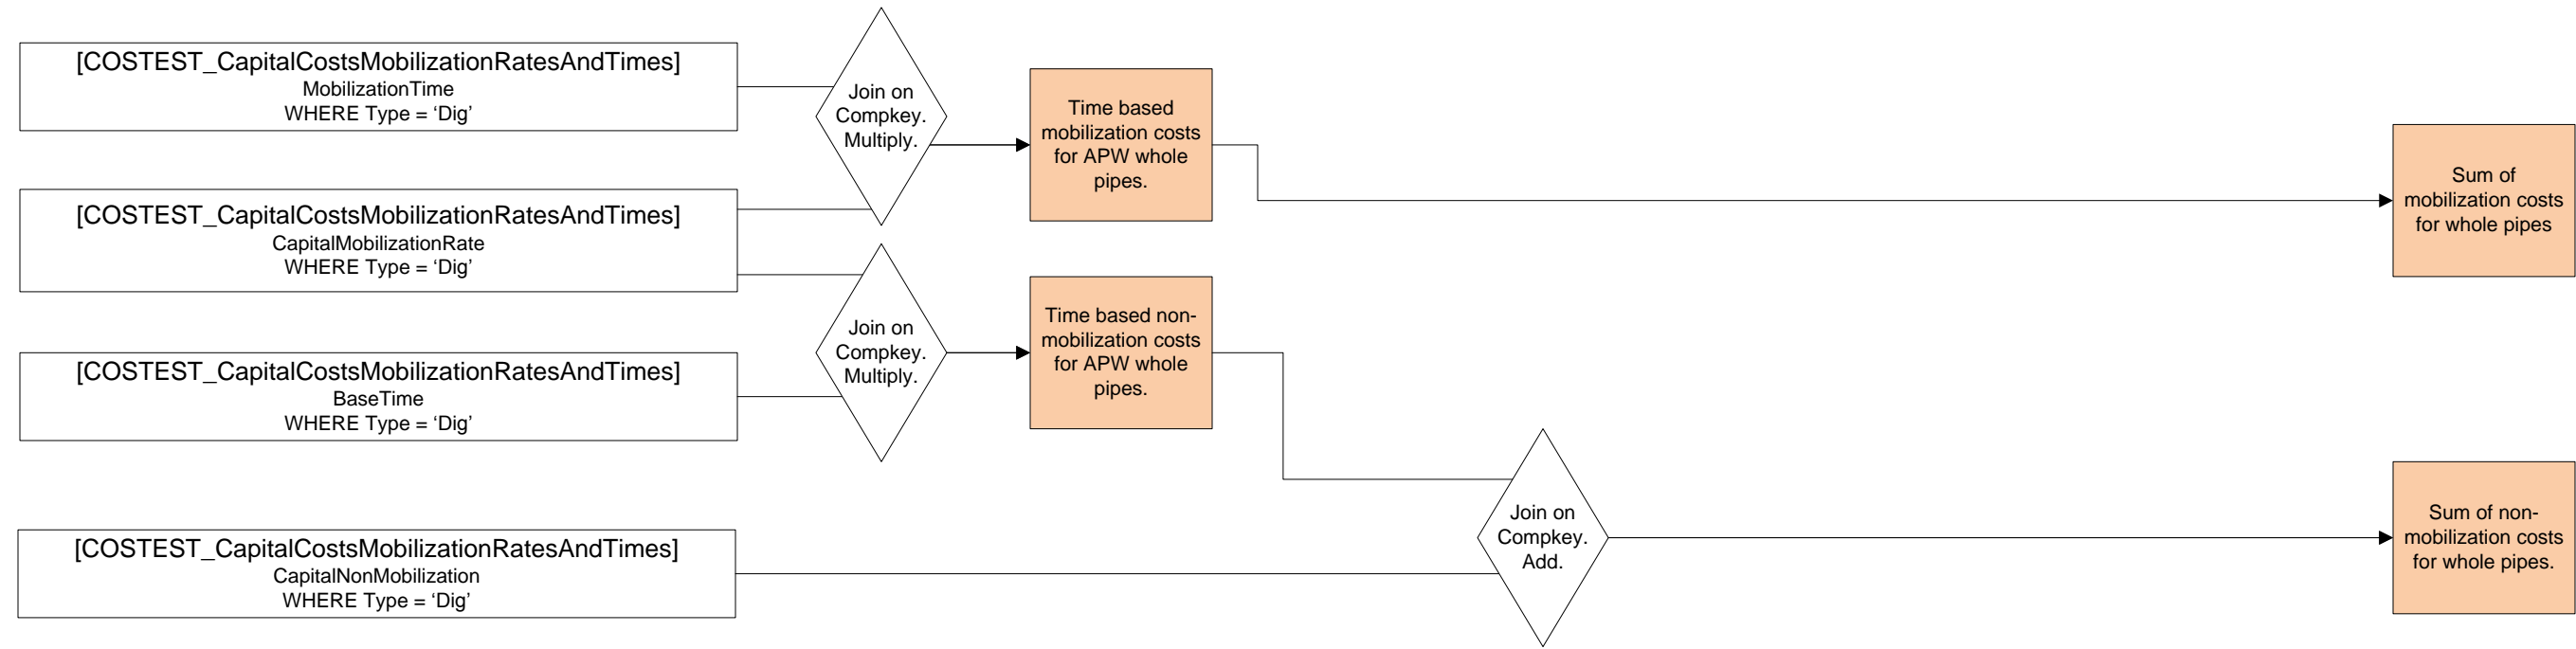 [COSTEST_CapitalCostsMobilizationRatesAndTimes]
MobilizationTime
WHERE Type = ‘Dig’
Join on
Compkey.
Multiply.
Time based
mobilization costs
for APW whole
pipes.
Sum of
mobilization costs
for whole pipes
[COSTEST_CapitalCostsMobilizationRatesAndTimes]
CapitalMobilizationRate
WHERE Type = ‘Dig’
Join on
Compkey.
Multiply.
Time based non-
mobilization costs
for APW whole
pipes.
[COSTEST_CapitalCostsMobilizationRatesAndTimes]
BaseTime
WHERE Type = ‘Dig’
[COSTEST_CapitalCostsMobilizationRatesAndTimes]
CapitalNonMobilization
WHERE Type = ‘Dig’
Join on
Compkey.
Add.
Sum of non-
mobilization costs
for whole pipes.